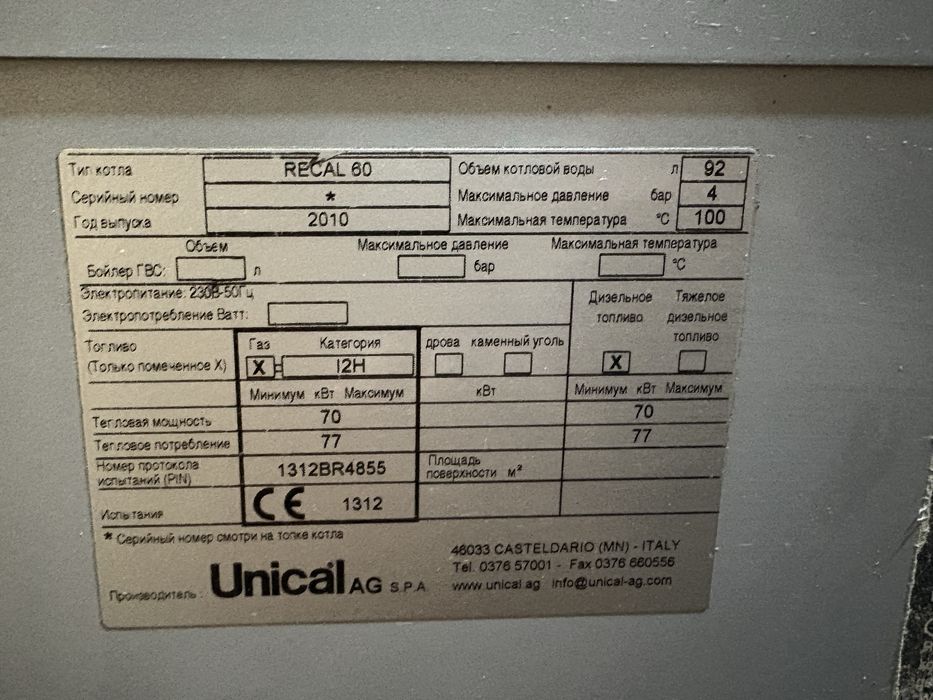 Тип котла RECAL 60 Объем котловой воды л 92
Серийный номер * Максимальное давление бар 4
Год выпуска 2010 Максимальная температура °C 100
Объем Максимальное давление Максимальная температура
Бойлер ГВС: л бар °C
Электропитание: 230В-50Гц
Электропотребление Ватт:
Дизельное Тяжелое
топливо дизельное
топливо
Топливо Газ Категория дрова каменный уголь
(Только помеченное X) X = I2H X
Минимум кВт Максимум кВт Минимум кВт Максимум
Тепловая мощность 70 70
Тепловое потребление 77 77
Номер протокола
испытаний (PIN) 1312BR4855 Площадь
поверхности м²
Испытания CE 1312
* Серийный номер смотри на топке котла
Производитель: Unical AG S.P.A.
46033 CASTELDARIO (MN) - ITALY
Tel. 0376 57001 - Fax 0376 660556
www.unical.ag info@unical-ag.com